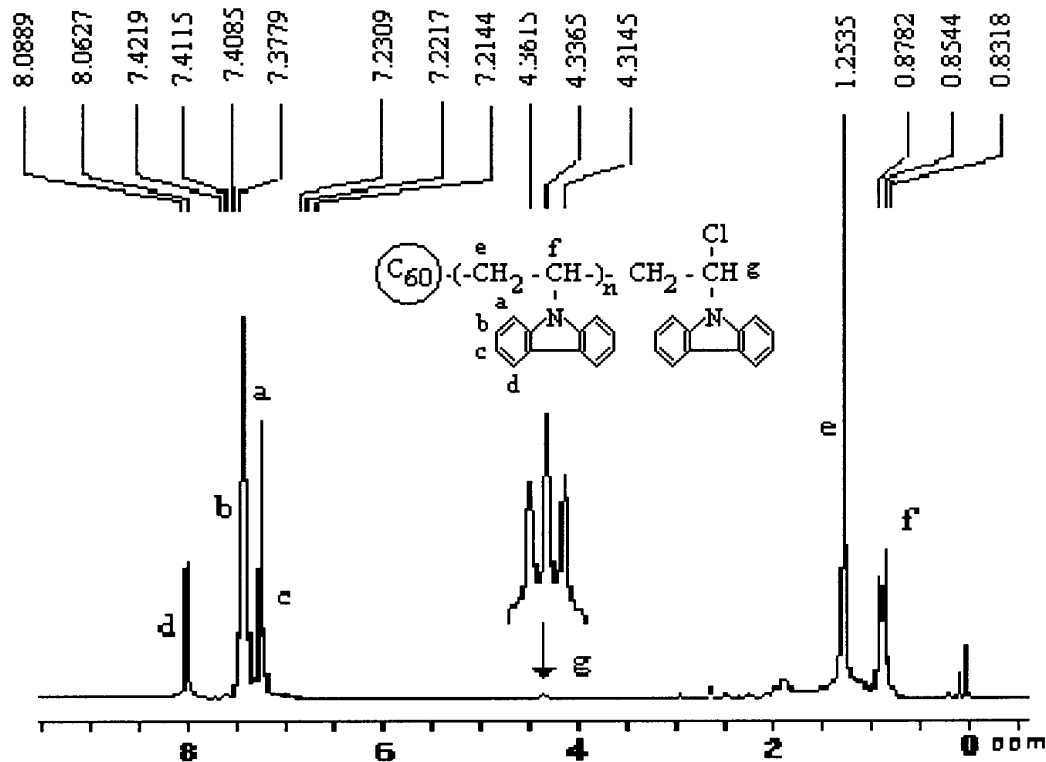 8.0889 8.0627 7.4219 7.4115 7.4085 7.3779 7.2309 7.2217 7.2144 4.3615 4.3365 4.3145 1.2535 0.8782 0.8544 0.8318
Cl
e f
C60 -(-CH2 - CH-)n CH2 - CH g
a N N
b
c
d
a
e
b
f
c
d
g
8 6 4 2 0 ppm